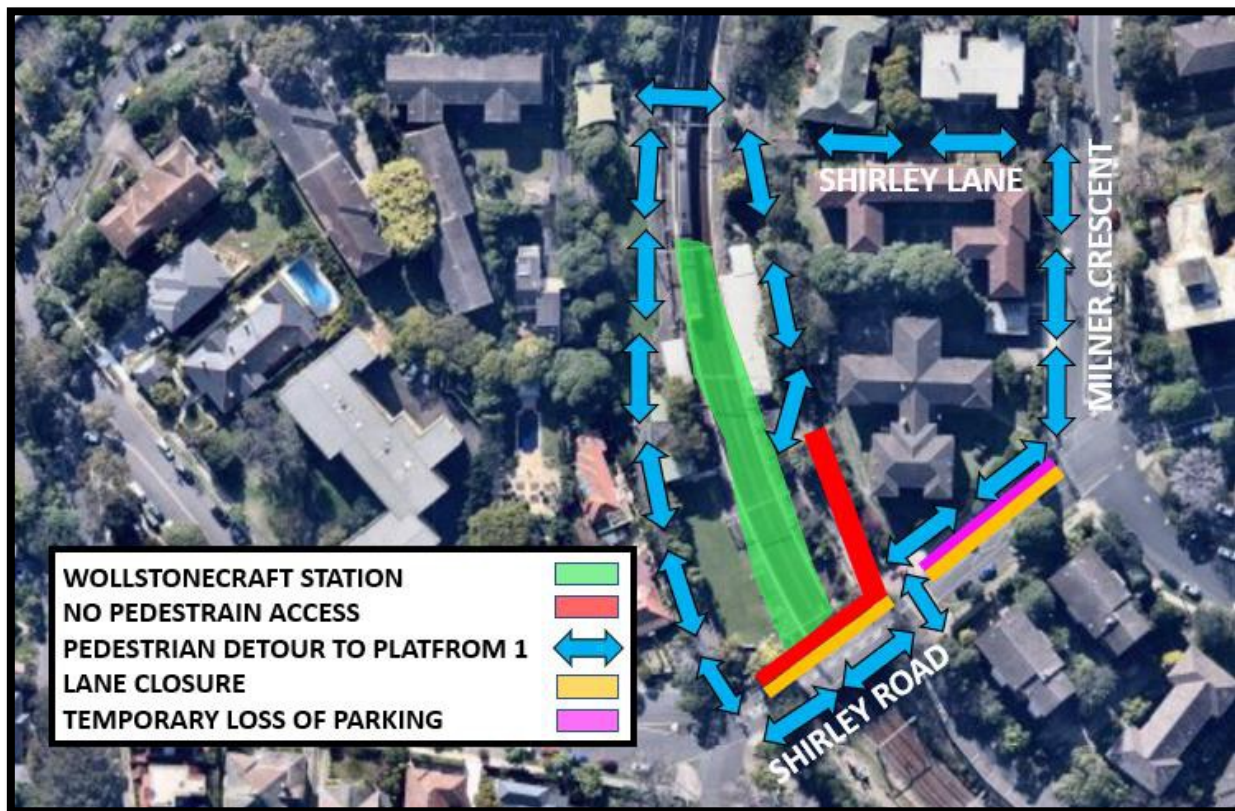 SHIRLEY LANE
MILNER CRESCENT
WOLLSTONECRAFT STATION
NO PEDESTRAIN ACCESS
PEDESTRIAN DETOUR TO PLATFROM 1
LANE CLOSURE
TEMPORARY LOSS OF PARKING
SHIRLEY ROAD